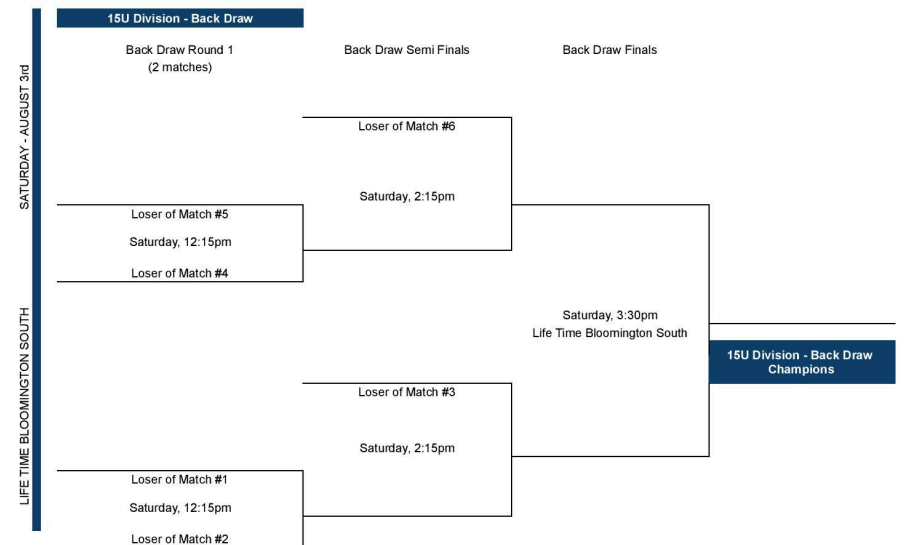 15U Division - Back Draw
Back Draw Round 1
(2 matches)
Back Draw Semi Finals
Back Draw Finals
SATURDAY - AUGUST 3rd
LIFE TIME BLOOMINGTON SOUTH
Loser of Match #6
Saturday, 2:15pm
Loser of Match #5
Saturday, 12:15pm
Loser of Match #4
Saturday, 3:30pm
Life Time Bloomington South
15U Division - Back Draw
Champions
Loser of Match #3
Saturday, 2:15pm
Loser of Match #1
Saturday, 12:15pm
Loser of Match #2